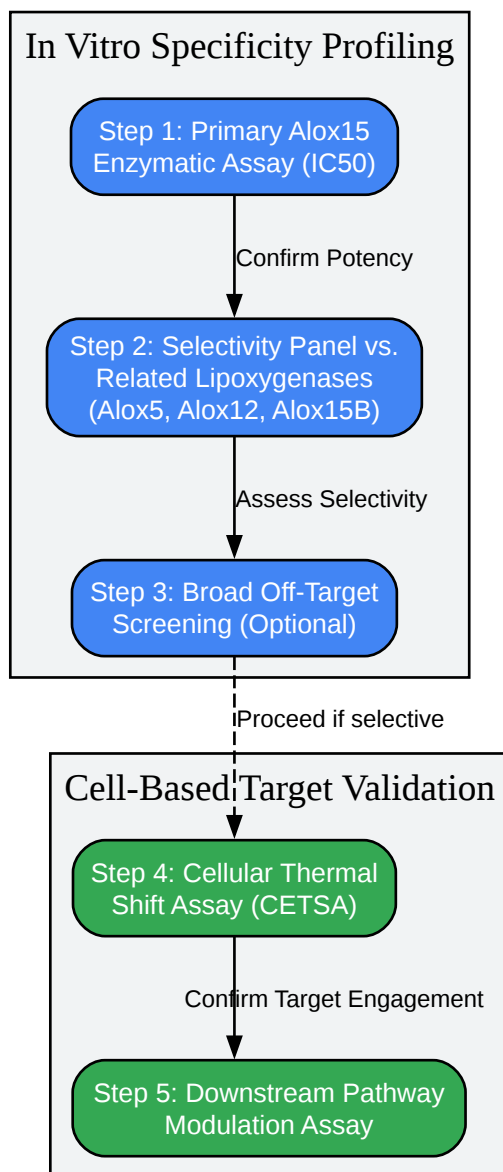 In Vitro Specificity Profiling
Step 1: Primary Alox15
Enzymatic Assay (IC50)
Confirm Potency
Step 2: Selectivity Panel vs.
Related Lipoxygenases
(Alox5, Alox12, Alox15B)
Assess Selectivity
Step 3: Broad Off-Target
Screening (Optional)
Proceed if selective
Cell-Based Target Validation
Step 4: Cellular Thermal
Shift Assay (CETSA)
Confirm Target Engagement
Step 5: Downstream Pathway
Modulation Assay